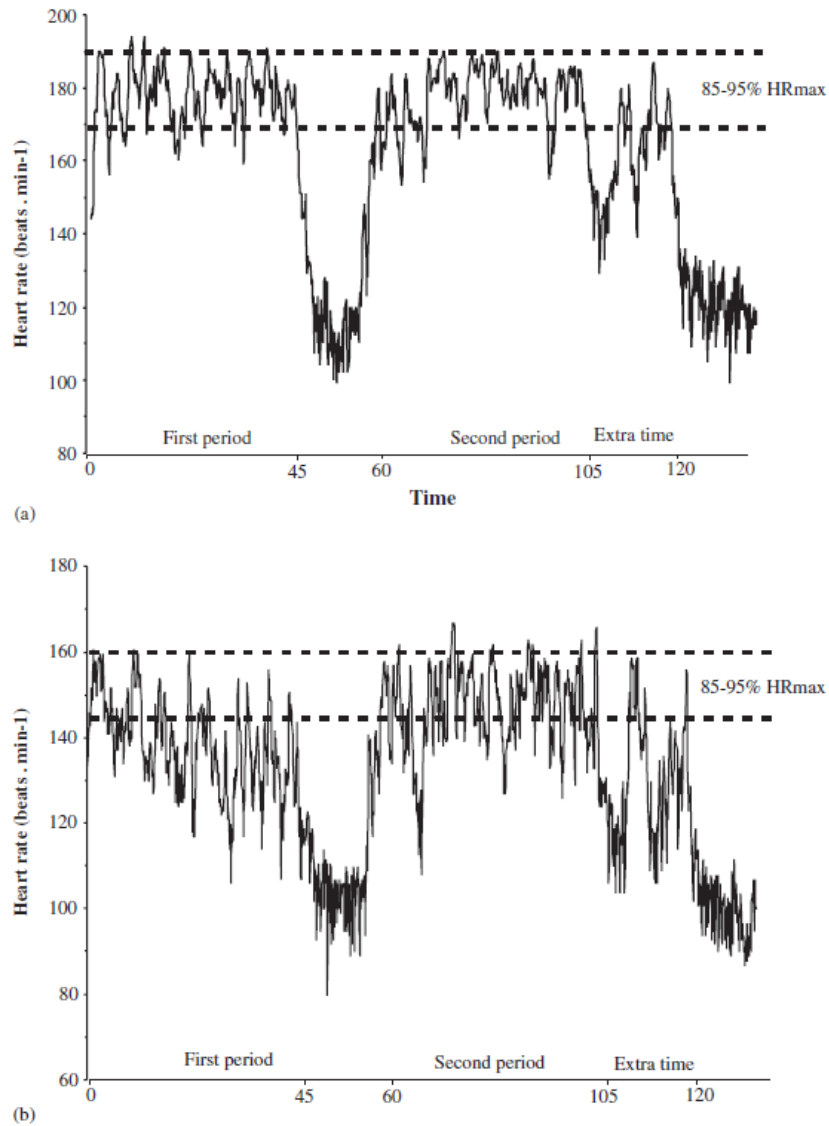 200
180
160
140
120
100
80
Heart rate (beats . min-1)
85-95% HRmax
First period
Second period
Extra time
0
45
60
105
120
Time
(a)
180
160
140
120
100
80
60
Heart rate (beats . min-1)
85-95% HRmax
First period
Second period
Extra time
0
45
60
105
120
(b)